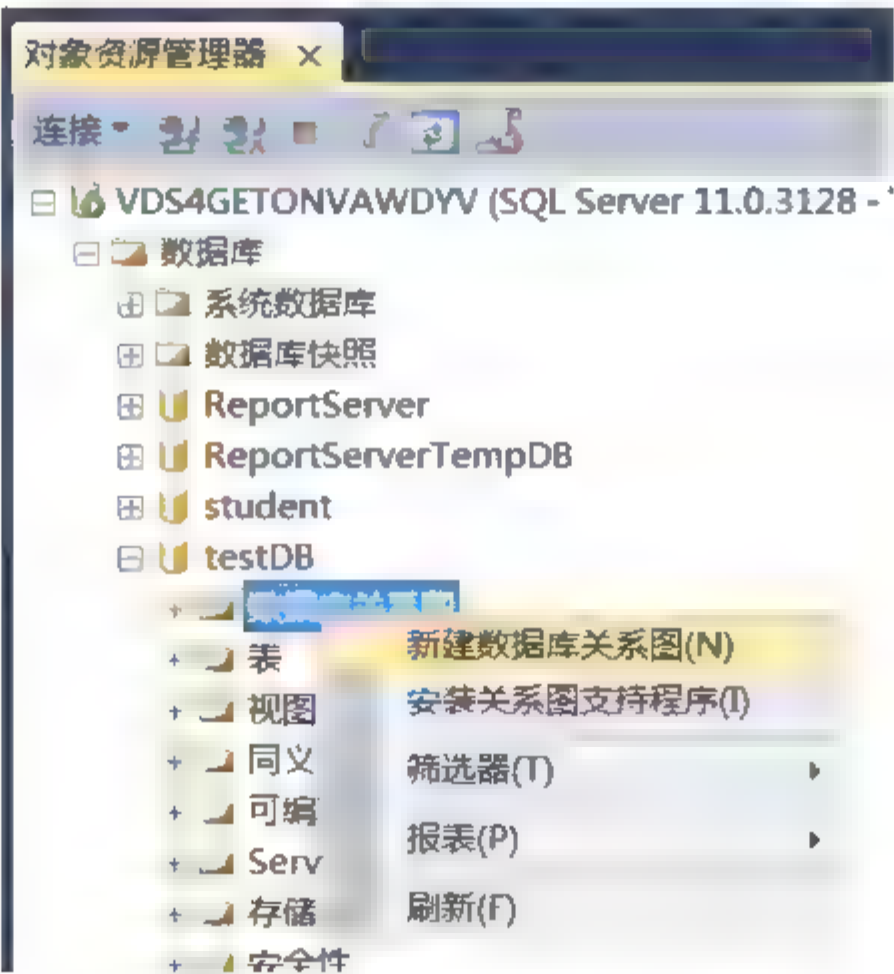 对象资源管理器 ×
连接
VDS4GETONVAWDYV (SQL Server 11.0.3128 -
数据库
系统数据库
数据库快照
ReportServer
ReportServerTempDB
student
testDB
新建数据库关系图(N)
表
安装关系图支持程序(I)
视图
同义
筛选器(T)
可编
报表(P)
Serv
存储
刷新(F)
安全性